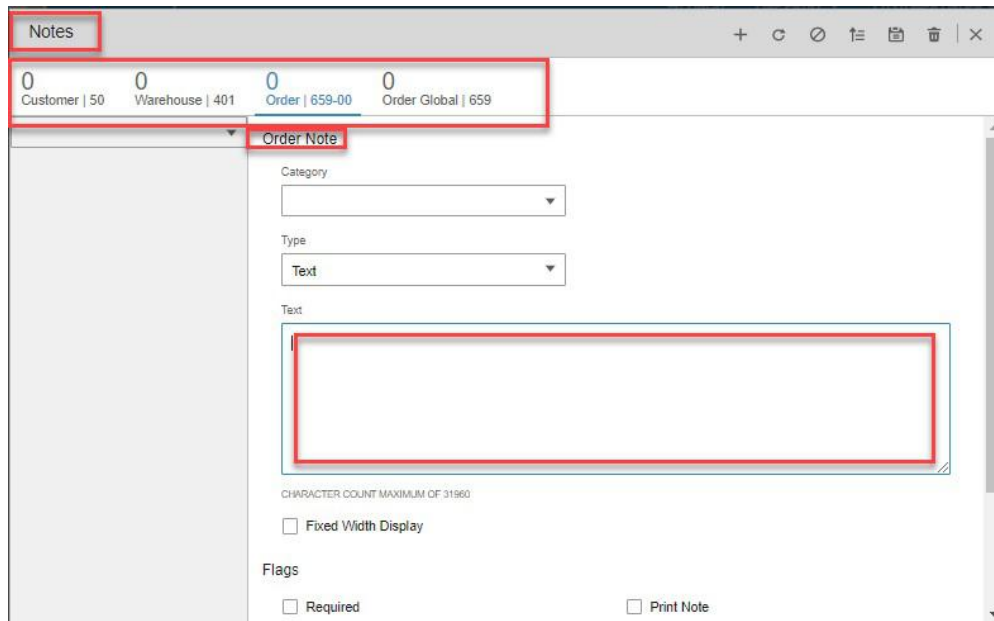 Notes
0 0 0 0
Customer | 50 Warehouse | 401 Order | 659-00 Order Global | 659
Order Note
Category
Type
Text
Text
CHARACTER COUNT MAXIMUM OF 31960
Fixed Width Display
Flags
Required Print Note